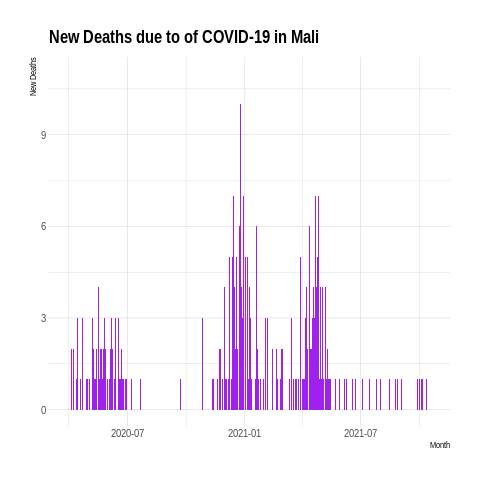 New Deaths due to of COVID-19 in Mali
New Deaths
9
6
3
0
2020-07
2021-01
2021-07
Month